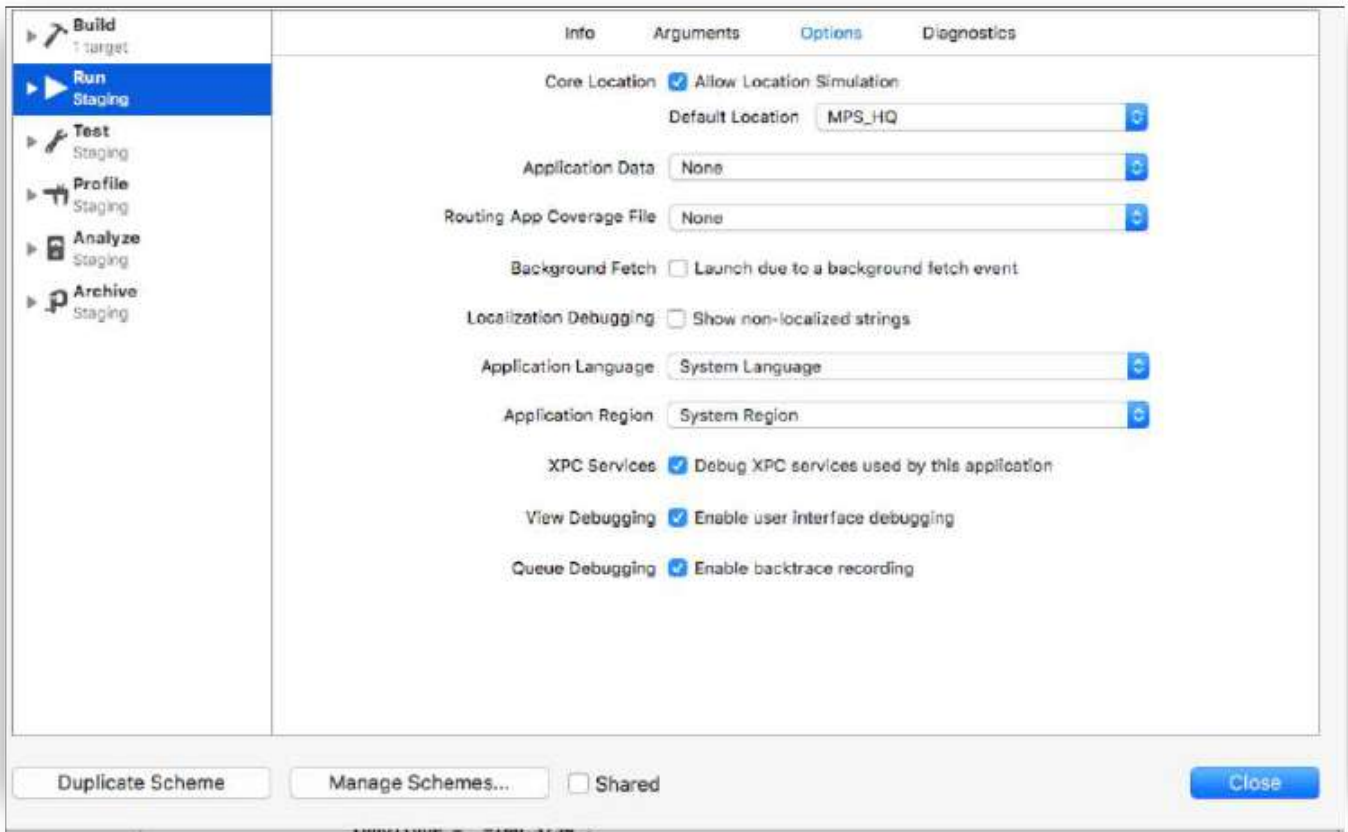 Build
1 target
Run
Staging
Test
Staging
Profile
Staging
Analyze
Staging
Archive
Staging
Info Arguments Options Diagnostics
Core Location Allow Location Simulation
Default Location MPS_HQ
Application Data None
Routing App Coverage File None
Background Fetch Launch due to a background fetch event
Localization Debugging Show non-localized strings
Application Language System Language
Application Region System Region
XPC Services Debug XPC services used by this application
View Debugging Enable user interface debugging
Queue Debugging Enable backtrace recording
Duplicate Scheme Manage Schemes... Shared Close